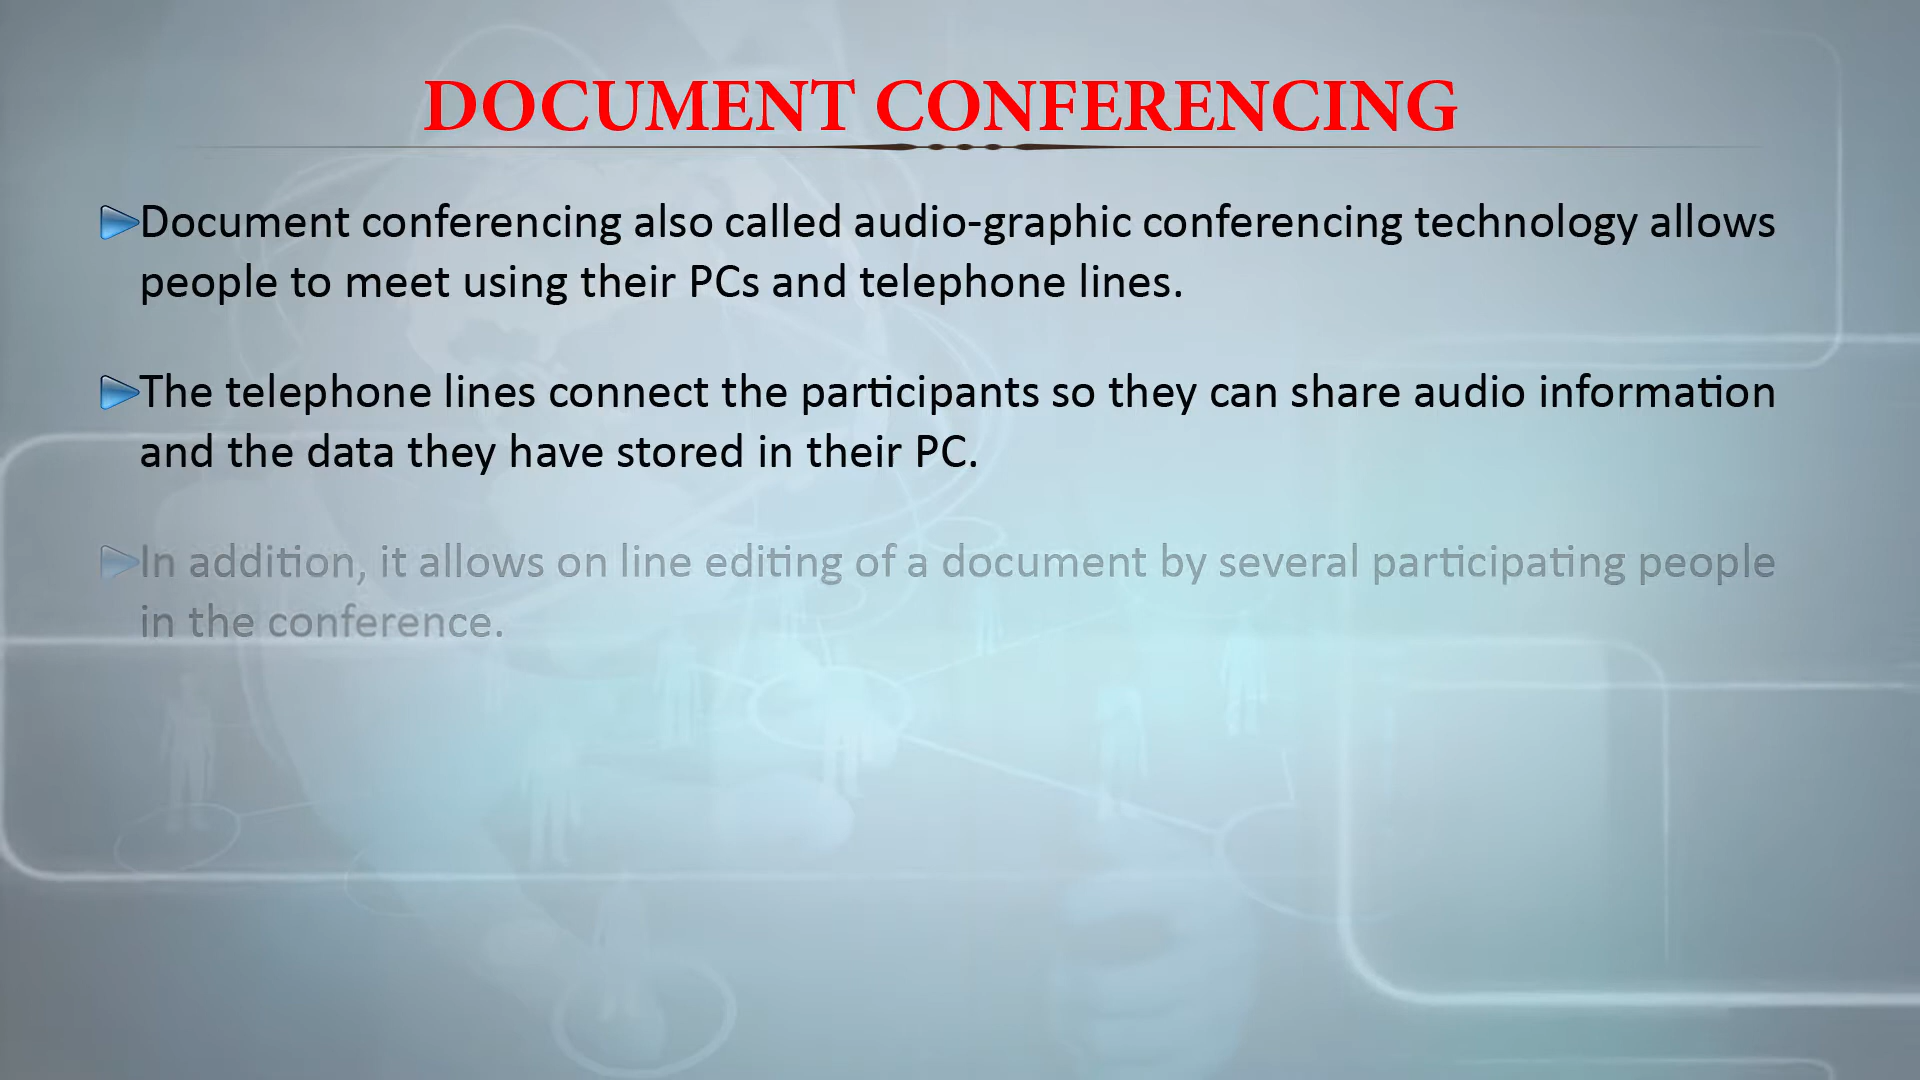 DOCUMENT CONFERENCING
Document conferencing also called audio-graphic conferencing technology allows
people to meet using their PCs and telephone lines.
The telephone lines connect the participants so they can share audio information
and the data they have stored in their PC.
In addition, it allows on line editing of a document by several participating people
in the conference.